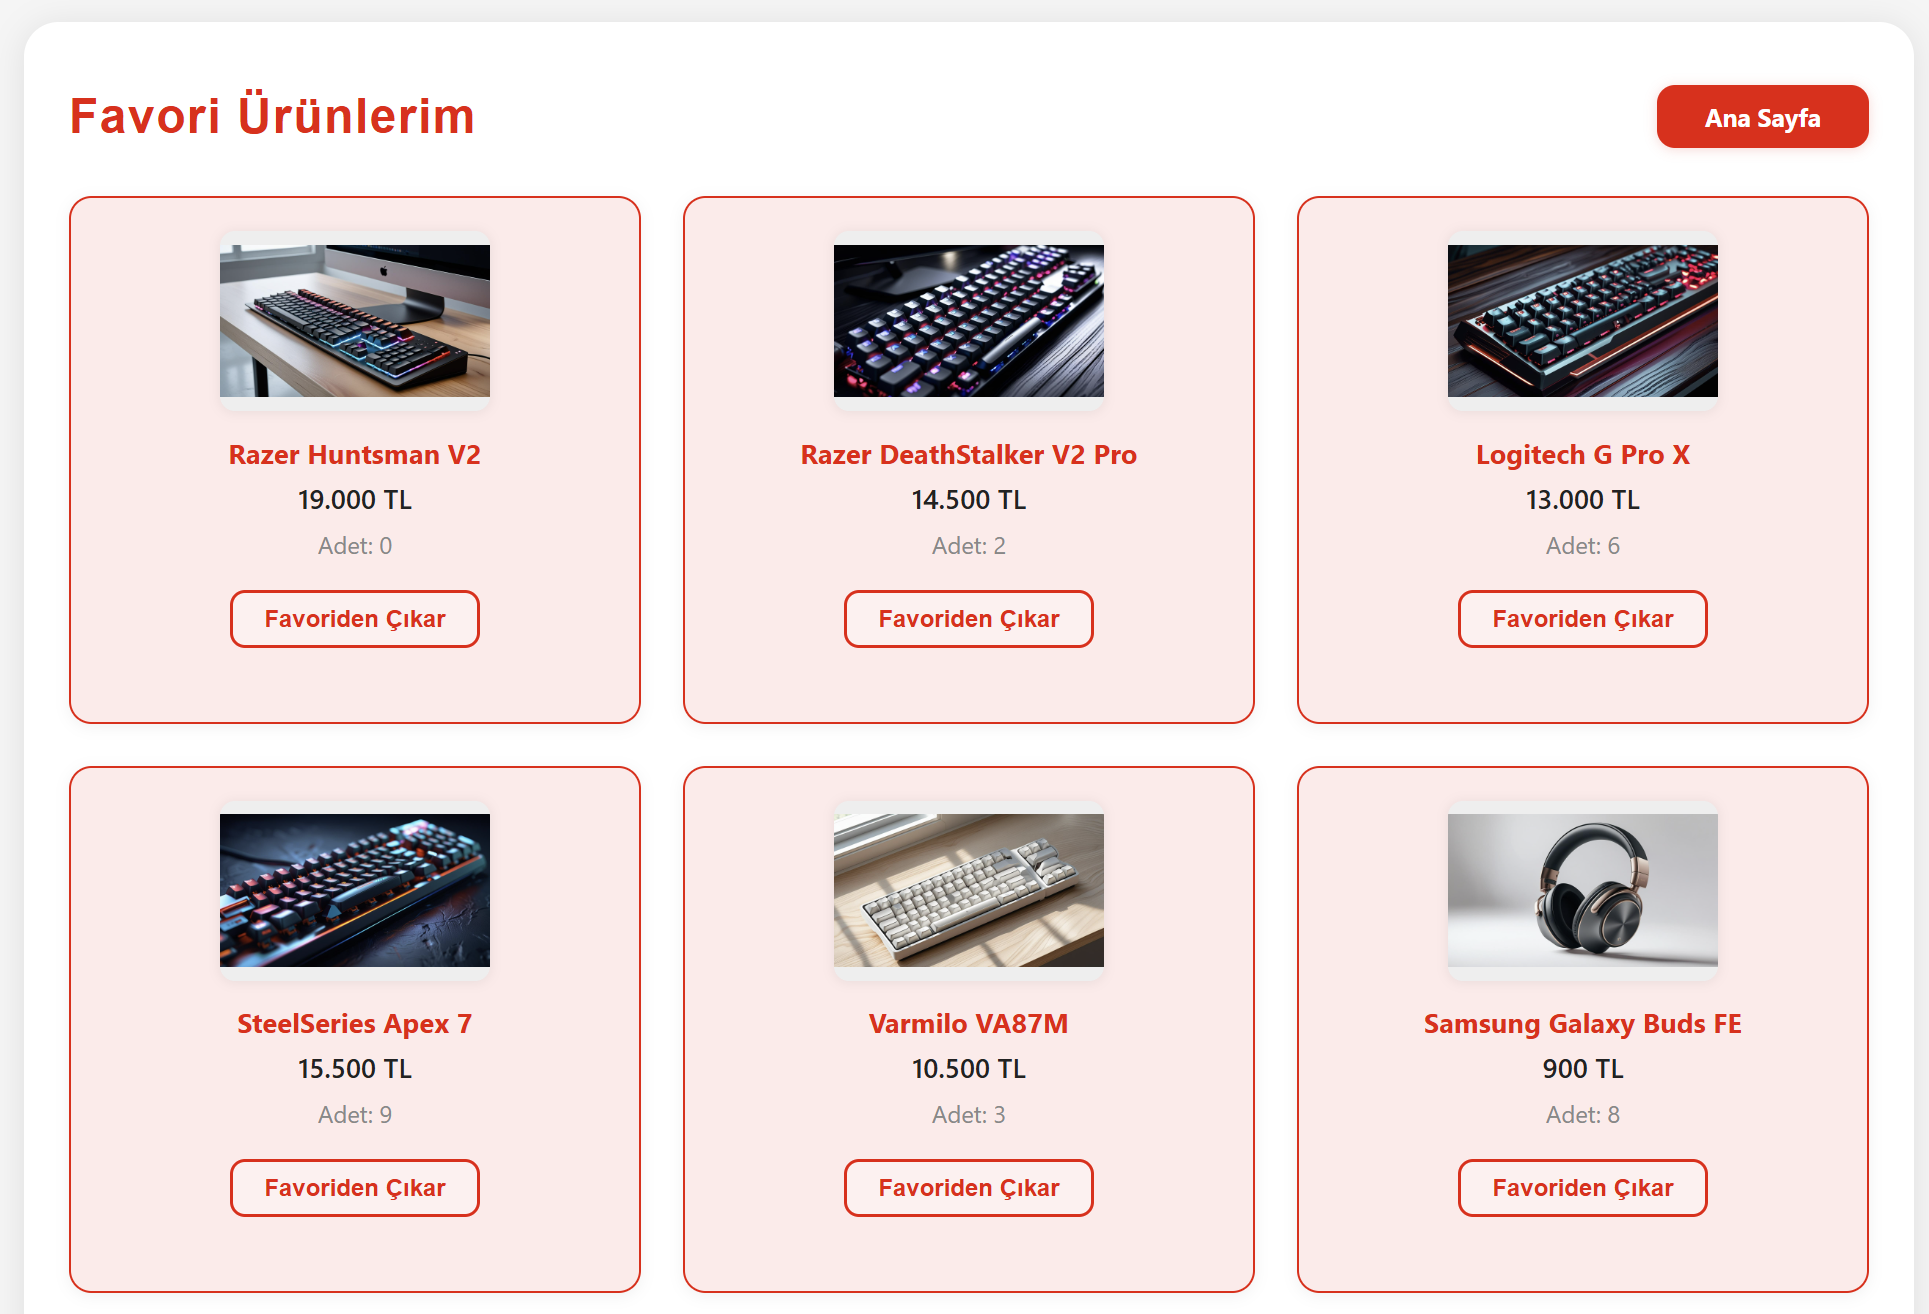 Favori Ürünlerim
Ana Sayfa
Razer Huntsman V2
19.000 TL
Adet: 0
Favoriden Çıkar
Razer DeathStalker V2 Pro
14.500 TL
Adet: 2
Favoriden Çıkar
Logitech G Pro X
13.000 TL
Adet: 6
Favoriden Çıkar
SteelSeries Apex 7
15.500 TL
Adet: 9
Favoriden Çıkar
Varmilo VA87M
10.500 TL
Adet: 3
Favoriden Çıkar
Samsung Galaxy Buds FE
900 TL
Adet: 8
Favoriden Çıkar